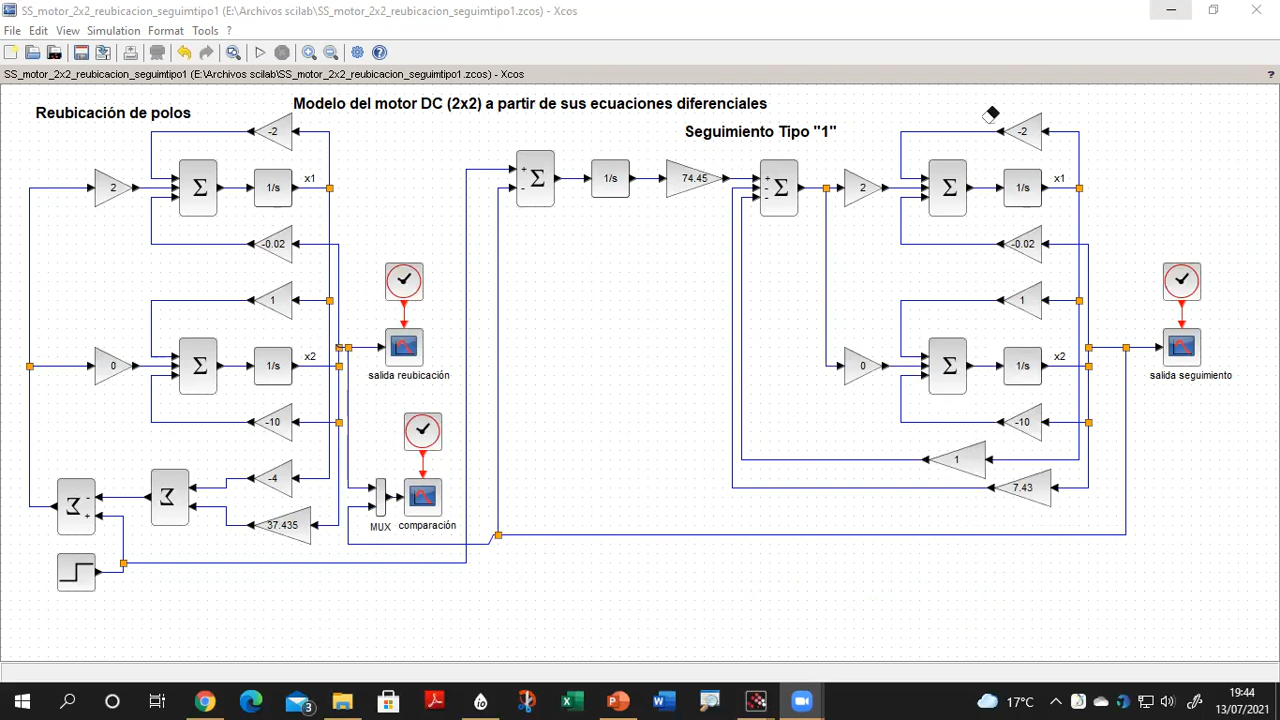 SS_motor_2x2_reubicacion_seguimtipo1 (E:\Archivos scilab\SS_motor_2x2_reubicacion_seguimtipo1.zcos) - Xcos
File Edit View Simulation Format Tools ?
SS_motor_2x2_reubicacion_seguimtipo1 (E:\Archivos scilab\SS_motor_2x2_reubicacion_seguimtipo1.zcos) - Xcos ?
Modelo del motor DC (2x2) a partir de sus ecuaciones diferenciales
Reubicación de polos
Seguimiento Tipo "1"
-2
2
Σ
1/s
x1
-0.02
1
0
Σ
1/s
x2
-10
-4
37.435
Σ
Σ
-
+
salida reubicación
MUX
comparación
+
-
Σ
1/s
74.45
+
-
-
Σ
-2
2
Σ
1/s
x1
-0.02
1
0
Σ
1/s
x2
-10
1
7.43
salida seguimiento
3
17°C
19:44
13/07/2021